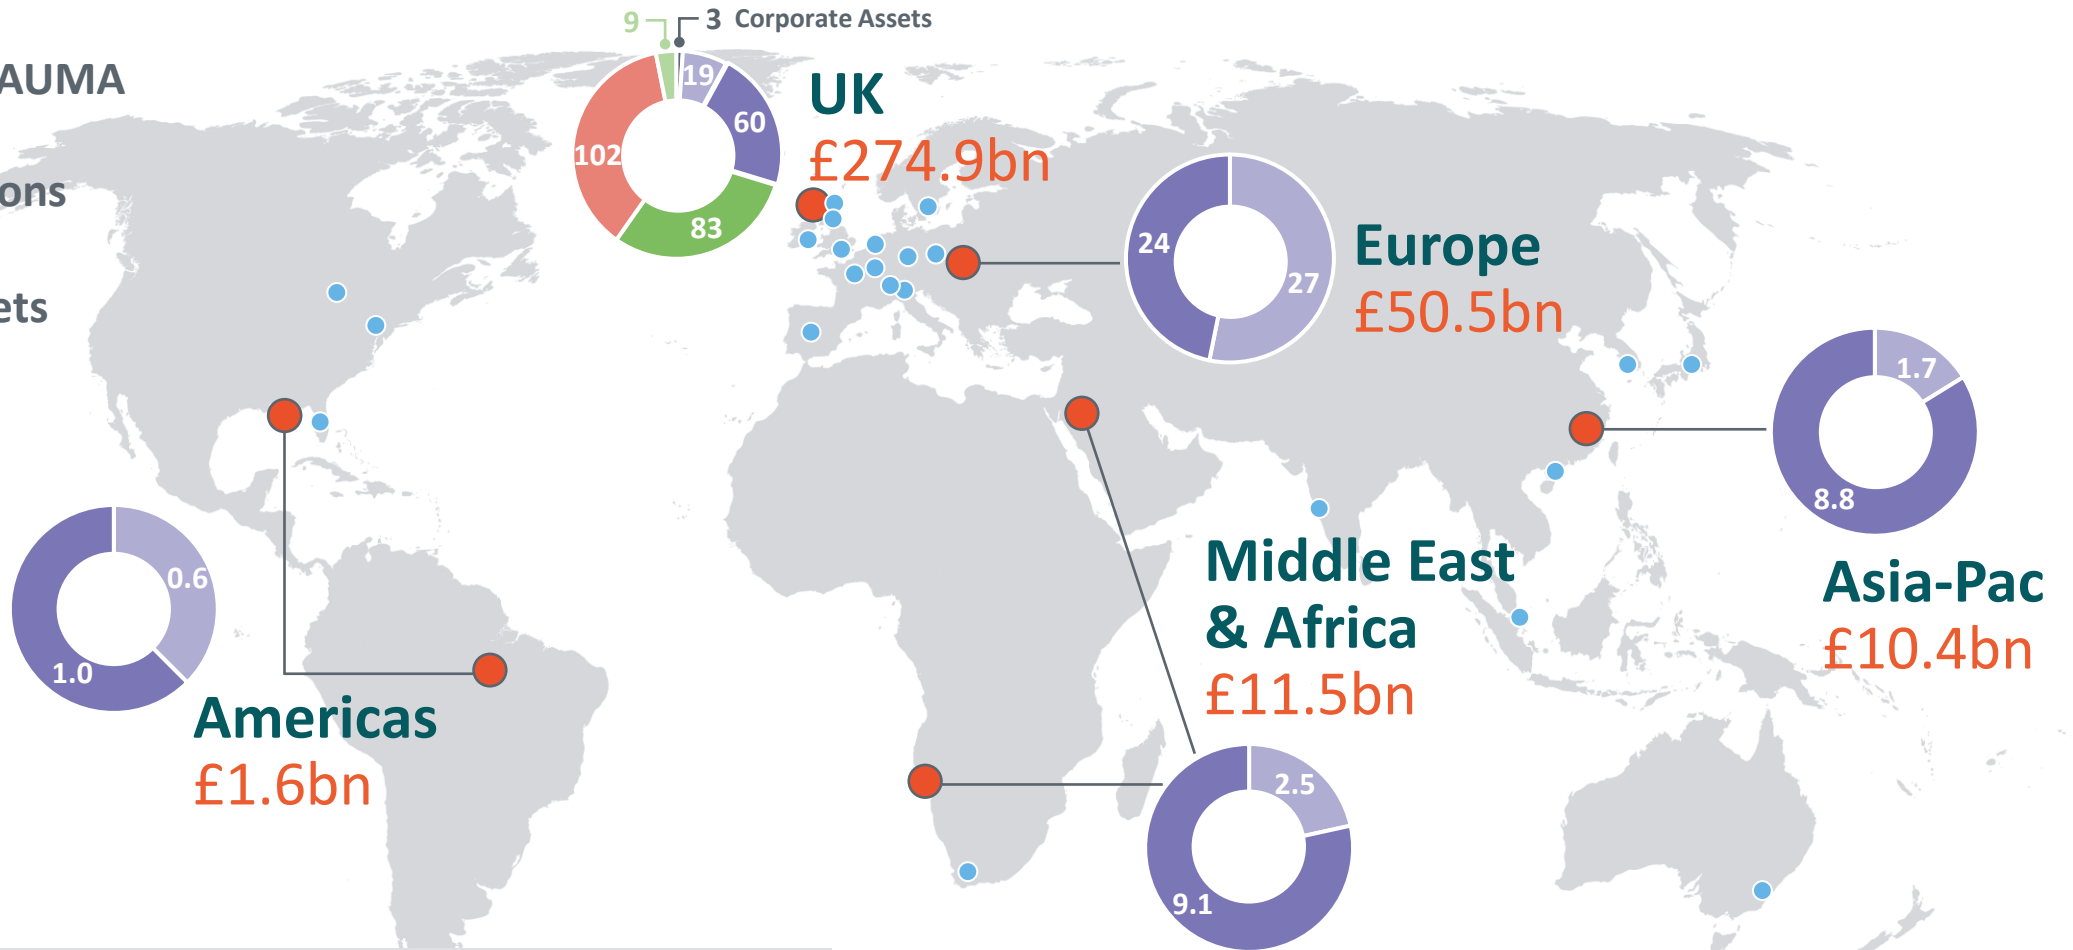 9
3 Corporate Assets
AUMA
19
60
102
83
UK
£274.9bn
ons
ets
24
27
Europe
£50.5bn
1.7
8.8
Asia-Pac
£10.4bn
0.6
1.0
Americas
£1.6bn
Middle East
& Africa
£11.5bn
2.5
9.1